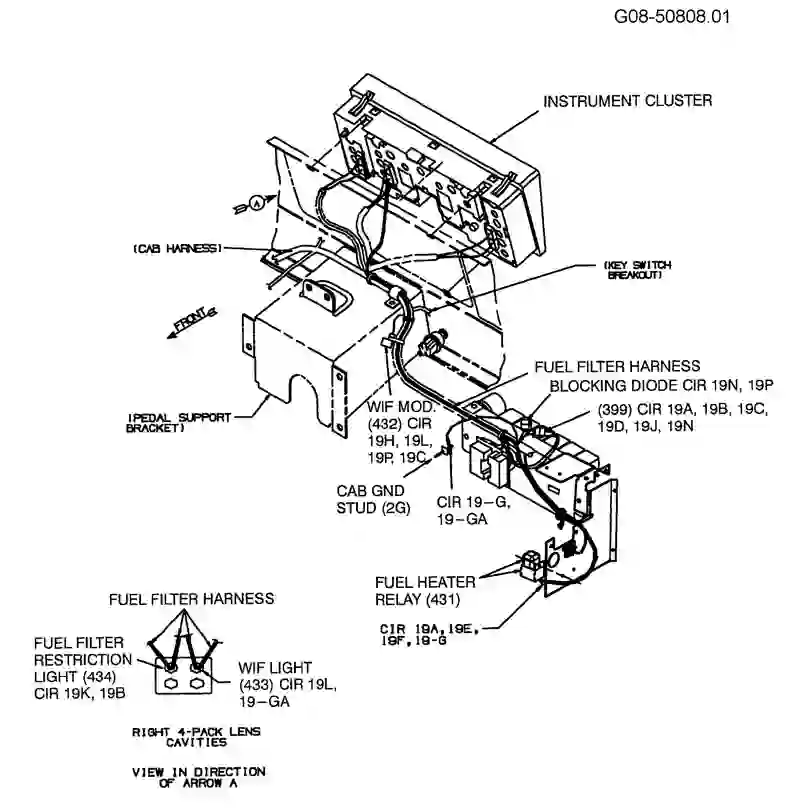 G08-50808.01
INSTRUMENT CLUSTER
A
(CAB HARNESS)
(KEY SWITCH
BREAKOUT)
FRONT
FUEL FILTER HARNESS
BLOCKING DIODE CIR 19N, 19P
(399) CIR 19A, 19B, 19C,
19D, 19J, 19N
WIF MOD.
(432) CIR
19H, 19L,
19P, 19C
(PEDAL SUPPORT
BRACKET)
CAB GND
STUD (2G)
CIR 19-G,
19-GA
FUEL HEATER
RELAY (431)
CIR 19A, 19E,
19F, 19-G
FUEL FILTER HARNESS
FUEL FILTER
RESTRICTION
LIGHT (434)
CIR 19K, 19B
WIF LIGHT
(433) CIR 19L,
19-GA
RIGHT 4-PACK LENS
CAVITIES
VIEW IN DIRECTION
OF ARROW A